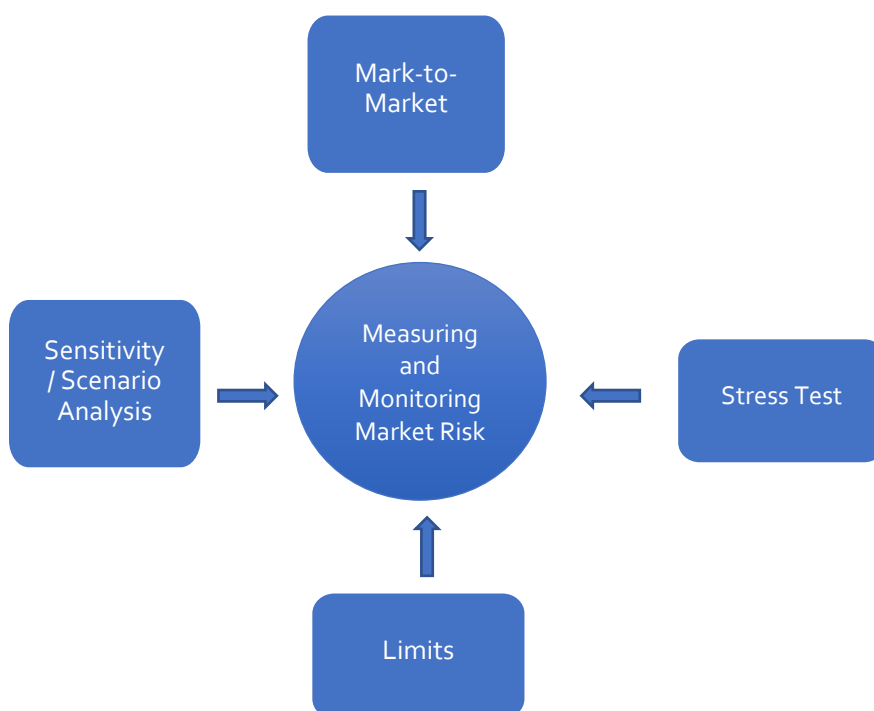 Mark-to-
Market
Sensitivity
/ Scenario
Analysis
Measuring
and
Monitoring
Market Risk
Stress Test
Limits